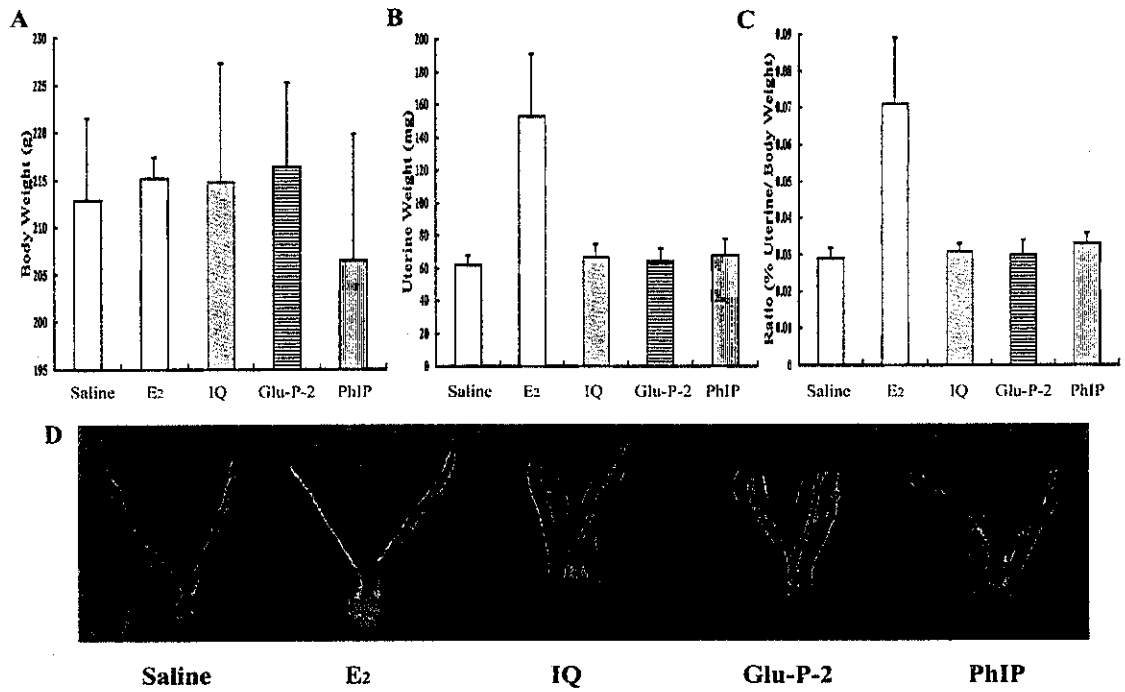 A
230
225
220
215
210
205
200
195
Body Weight (g)
Saline E2 IQ Glu-P-2 PhIP
B
200
180
160
140
120
100
80
60
40
20
0
Uterine Weight (mg)
Saline E2 IQ Glu-P-2 PhIP
C
0.09
0.08
0.07
0.06
0.05
0.04
0.03
0.02
0.01
0
Ratio (% Uterine/ Body Weight)
Saline E2 IQ Glu-P-2 PhIP
D
Saline E2 IQ Glu-P-2 PhIP